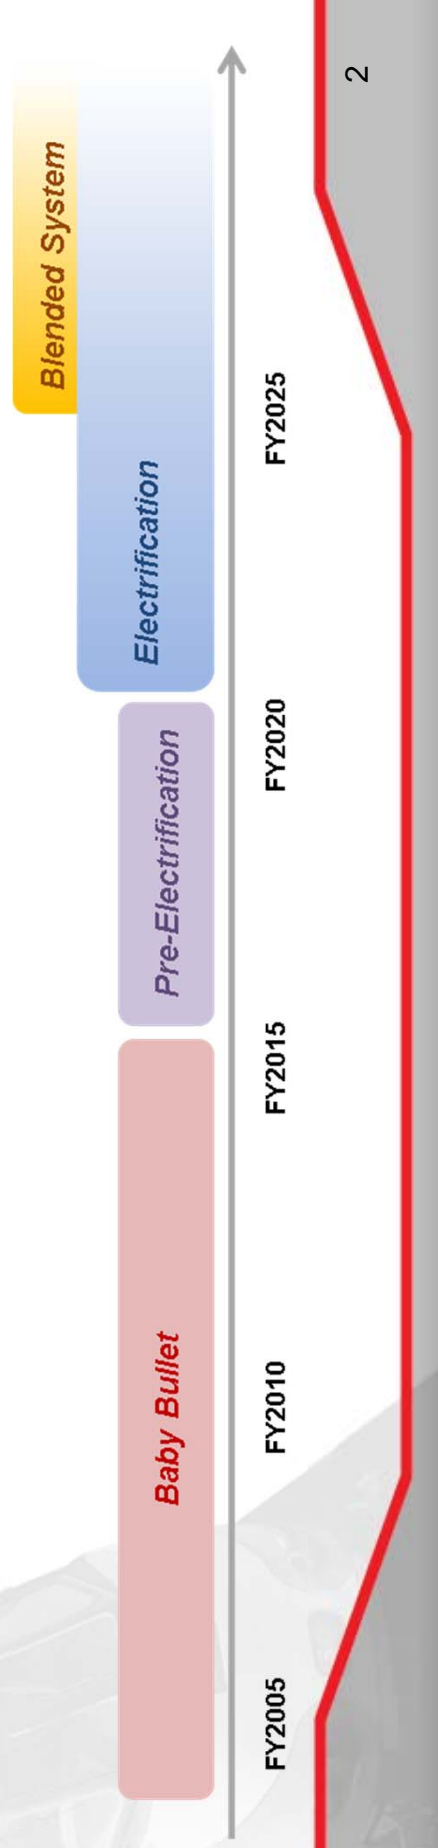 Blended System
Electrification
Pre-Electrification
Baby Bullet
FY2005
FY2010
FY2015
FY2020
FY2025
2